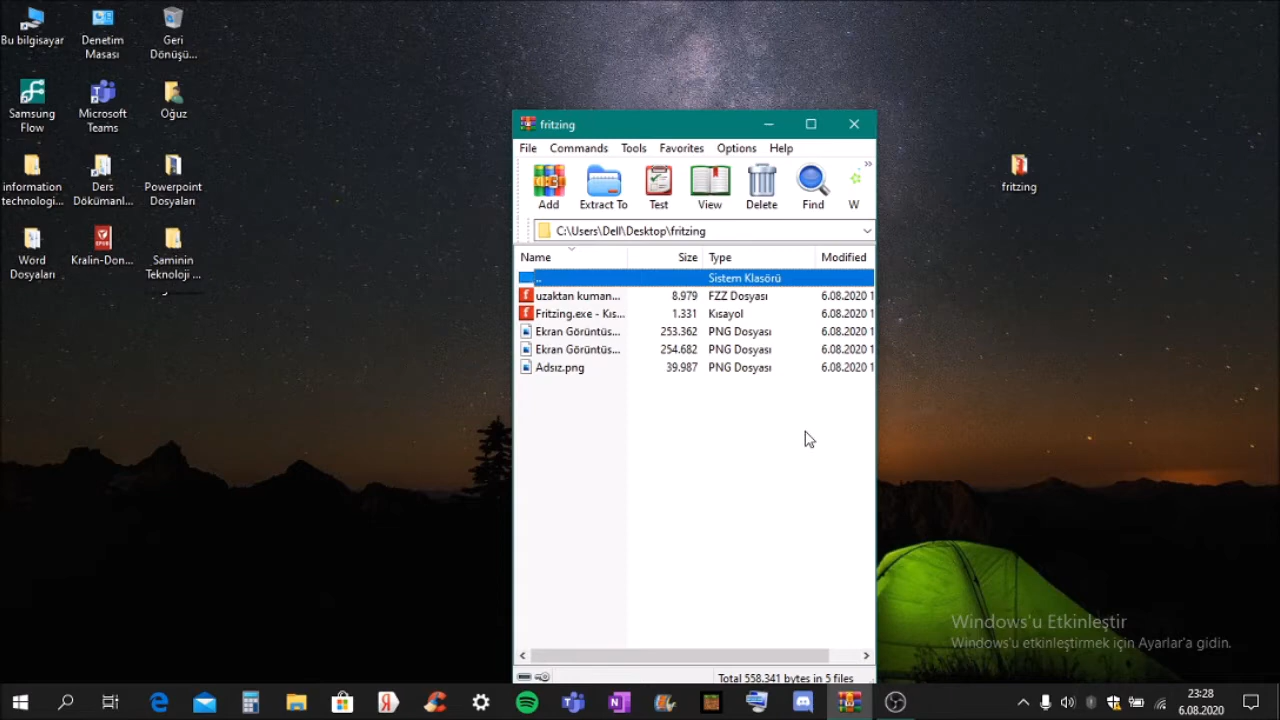 Bu bilgisayar
Denetim
Masası
Geri
Dönüşü...
Samsung
Flow
Microsoft
Teams
Oğuz
information
technologi...
Ders
Dökümanl...
Powerpoint
Dosyaları
Word
Dosyaları
Kralin-Don...
Saminin
Teknoloji ...
fritzing
fritzing
File Commands Tools Favorites Options Help
Add Extract To Test View Delete Find W
C:\Users\Dell\Desktop\fritzing
Name Size Type Modified
.. Sistem Klasörü
uzaktan kuman... 8.979 FZZ Dosyası 6.08.2020 1
Fritzing.exe - Kıs... 1.331 Kısayol 6.08.2020 1
Ekran Görüntüs... 253.362 PNG Dosyası 6.08.2020 1
Ekran Görüntüs... 254.682 PNG Dosyası 6.08.2020 1
Adsız.png 39.987 PNG Dosyası 6.08.2020 1
Total 558.341 bytes in 5 files
Windows'u Etkinleştir
Windows'u etkinleştirmek için Ayarlar'a gidin.
23:28
6.08.2020